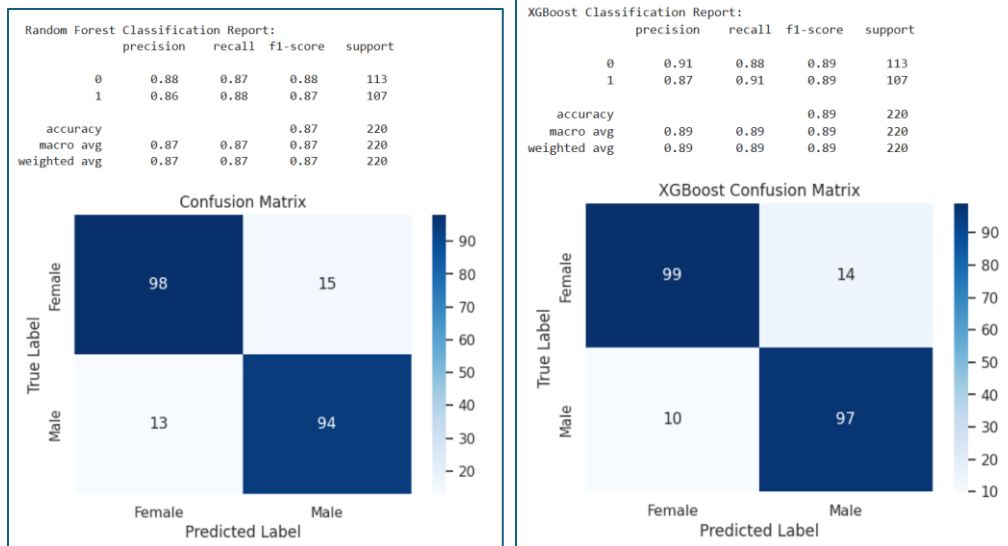 Random Forest Classification Report:
precision recall f1-score support
0 0.88 0.87 0.88 113
1 0.86 0.88 0.87 107
accuracy 0.87 220
macro avg 0.87 0.87 0.87 220
weighted avg 0.87 0.87 0.87 220
Confusion Matrix
True Label
Female
98
15
Male
13
94
Female
Male
Predicted Label
90
80
70
60
50
40
30
20
XGBoost Classification Report:
precision recall f1-score support
0 0.91 0.88 0.89 113
1 0.87 0.91 0.89 107
accuracy 0.89 220
macro avg 0.89 0.89 0.89 220
weighted avg 0.89 0.89 0.89 220
XGBoost Confusion Matrix
True Label
Female
99
14
Male
10
97
Female
Male
Predicted Label
90
80
70
60
50
40
30
20
10